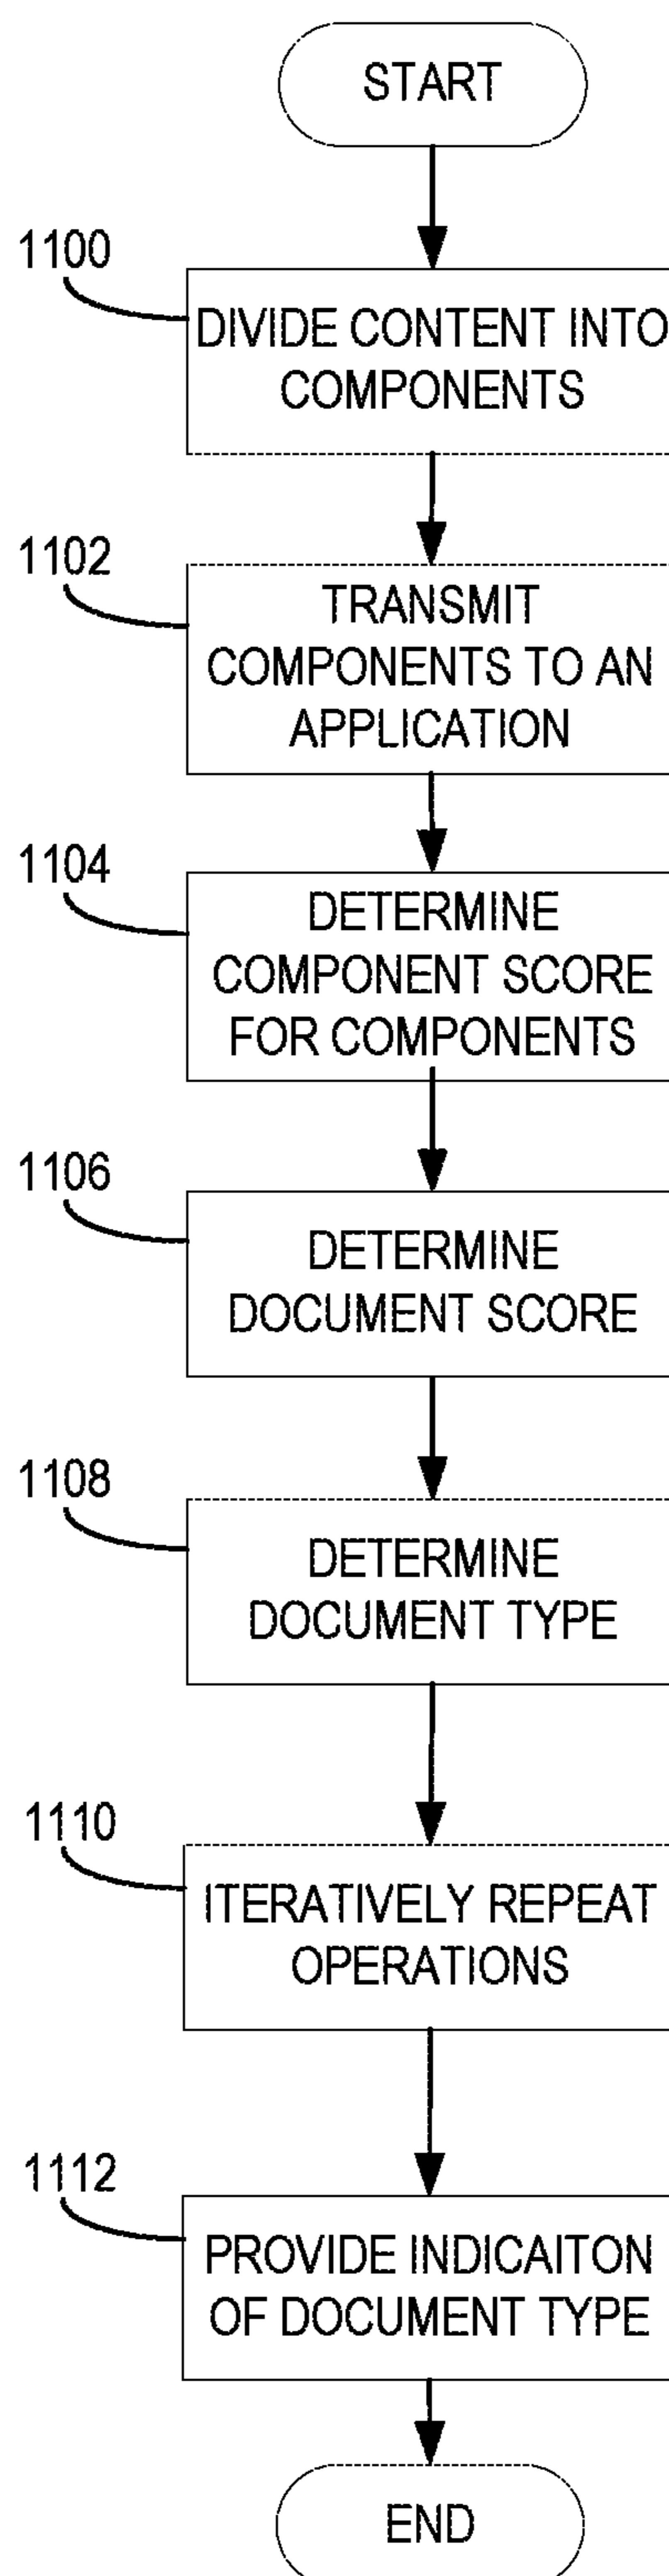 START
1100
DIVIDE CONTENT INTO
COMPONENTS
1102
TRANSMIT
COMPONENTS TO AN
APPLICATION
1104
DETERMINE
COMPONENT SCORE
FOR COMPONENTS
1106
DETERMINE
DOCUMENT SCORE
1108
DETERMINE
DOCUMENT TYPE
1110
ITERATIVELY REPEAT
OPERATIONS
1112
PROVIDE INDICAITON
OF DOCUMENT TYPE
END